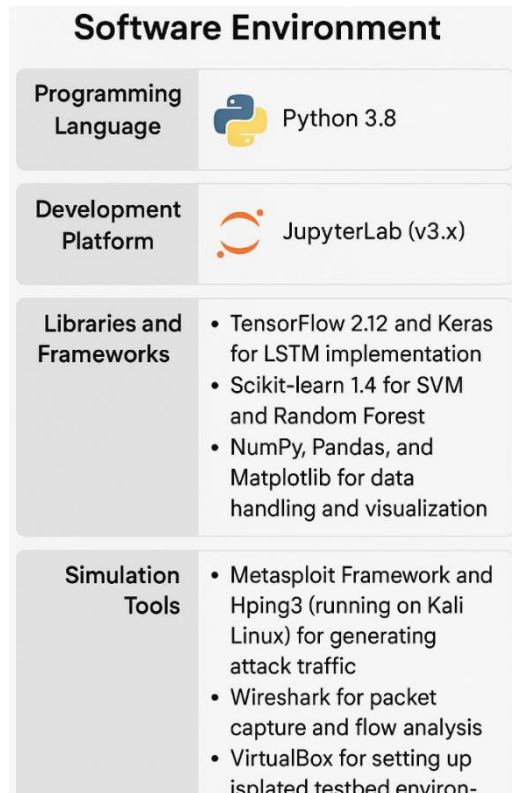 Software Environment
Programming
Language
Python 3.8
Development
Platform
JupyterLab (v3.x)
Libraries and
Frameworks
• TensorFlow 2.12 and Keras
for LSTM implementation
• Scikit-learn 1.4 for SVM
and Random Forest
• NumPy, Pandas, and
Matplotlib for data
handling and visualization
Simulation
Tools
• Metasploit Framework and
Hping3 (running on Kali
Linux) for generating
attack traffic
• Wireshark for packet
capture and flow analysis
• VirtualBox for setting up
isplated testbed environ-